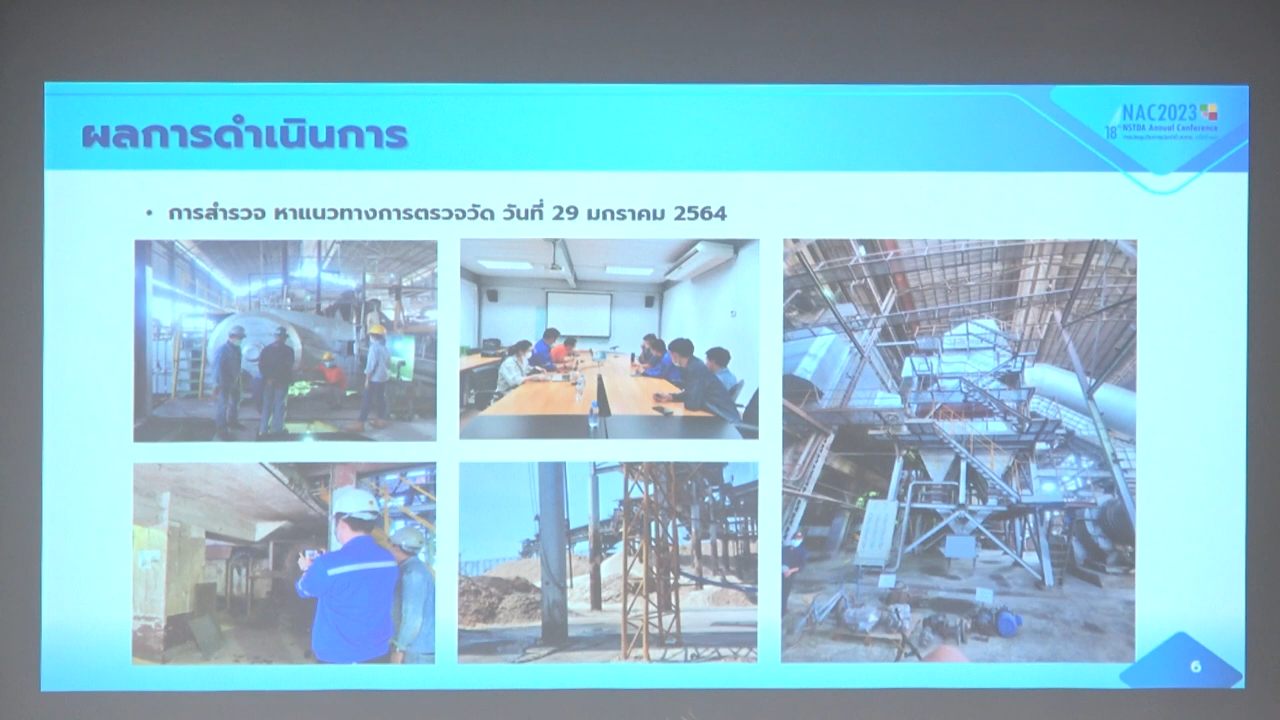 ผลการดำเนินการ
NAC2023
18th NSTDA Annual Conference
• การสำรวจ หาแนวทางการตรวจวัด วันที่ 29 มกราคม 2564
6